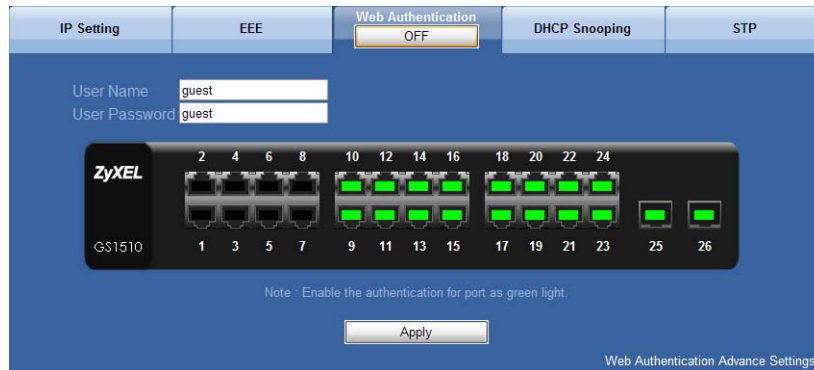 IP Setting
EEE
Web Authentication
OFF
DHCP Snooping
STP
User Name guest
User Password guest
ZyXEL
2 4 6 8 10 12 14 16 18 20 22 24
GS1510
1 3 5 7 9 11 13 15 17 19 21 23 25 26
Note : Enable the authentication for port as green light.
Apply
Web Authentication Advance Settings